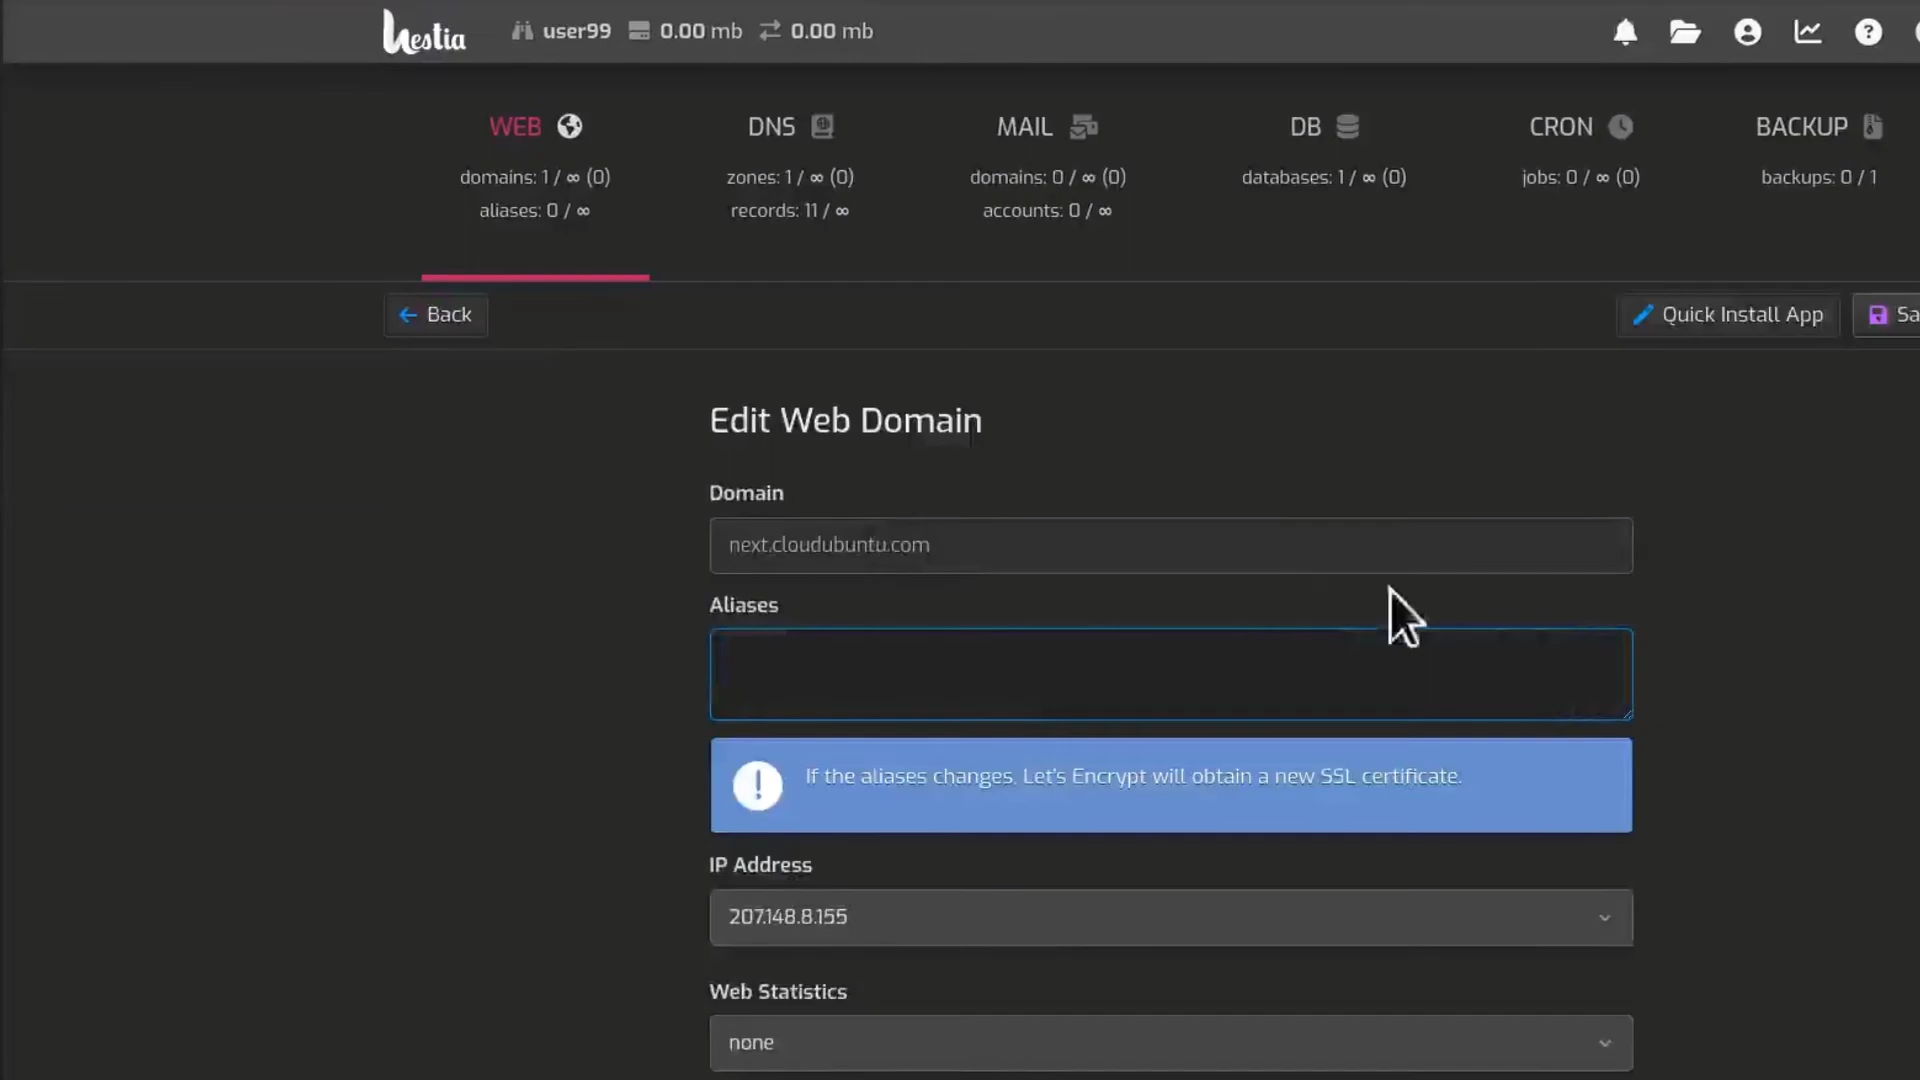 hestia user99 0.00 mb 0.00 mb
WEB DNS MAIL DB CRON BACKUP
domains: 1 / ∞ (0) zones: 1 / ∞ (0) domains: 0 / ∞ (0) databases: 1 / ∞ (0) jobs: 0 / ∞ (0) backups: 0 / 1
aliases: 0 / ∞ records: 11 / ∞ accounts: 0 / ∞
Back Quick Install App Sa
Edit Web Domain
Domain
next.cloudubuntu.com
Aliases
If the aliases changes, Let's Encrypt will obtain a new SSL certificate.
IP Address
207.148.8.155
Web Statistics
none